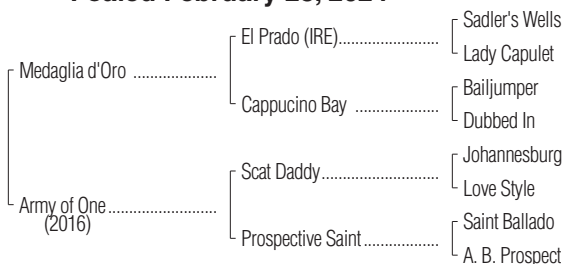 Foaled February
Sadler's Wells
El Prado (IRE)....................
Lady Capulet
Medaglia d'Oro ..................
Bailjumper
Cappucino Bay ..................
Dubbed In
Johannesburg
Scat Daddy........................
Love Style
Army of One.......................
(2016)
Saint Ballado
Prospective Saint................
A. B. Prospect